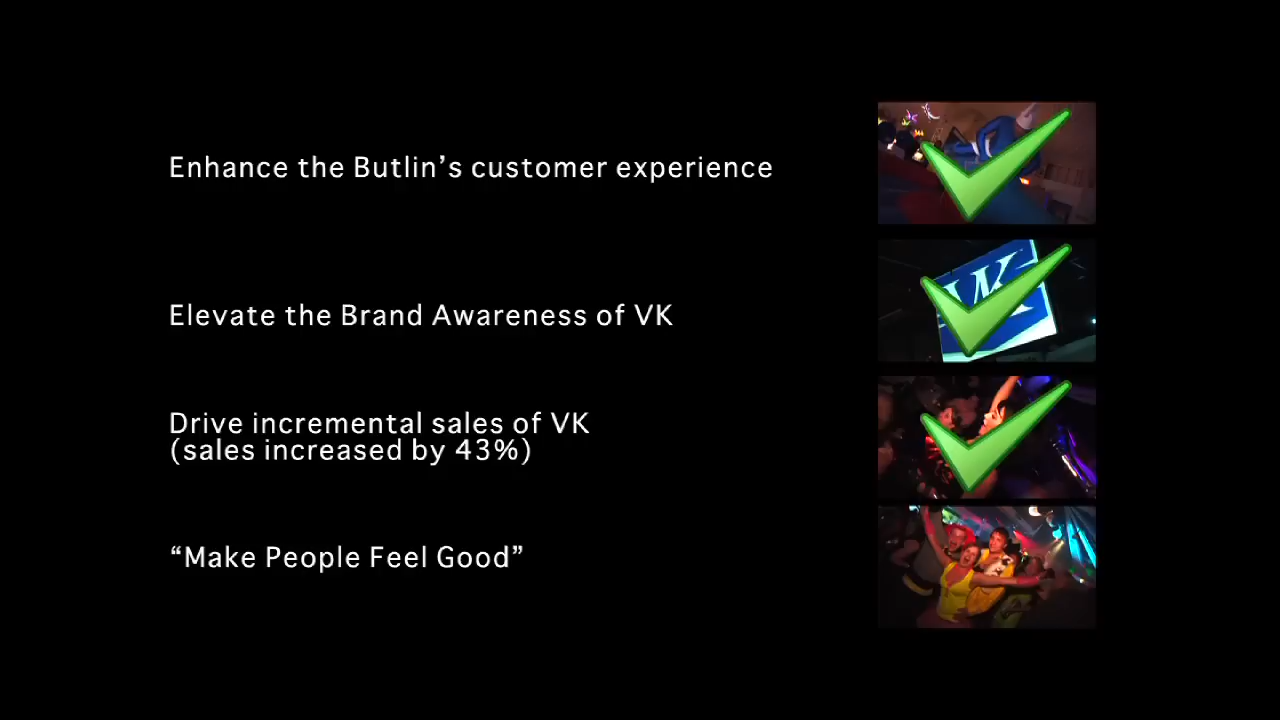 Enhance the Butlin’s customer experience
Elevate the Brand Awareness of VK
VK
Drive incremental sales of VK
(sales increased by 43%)
“Make People Feel Good”